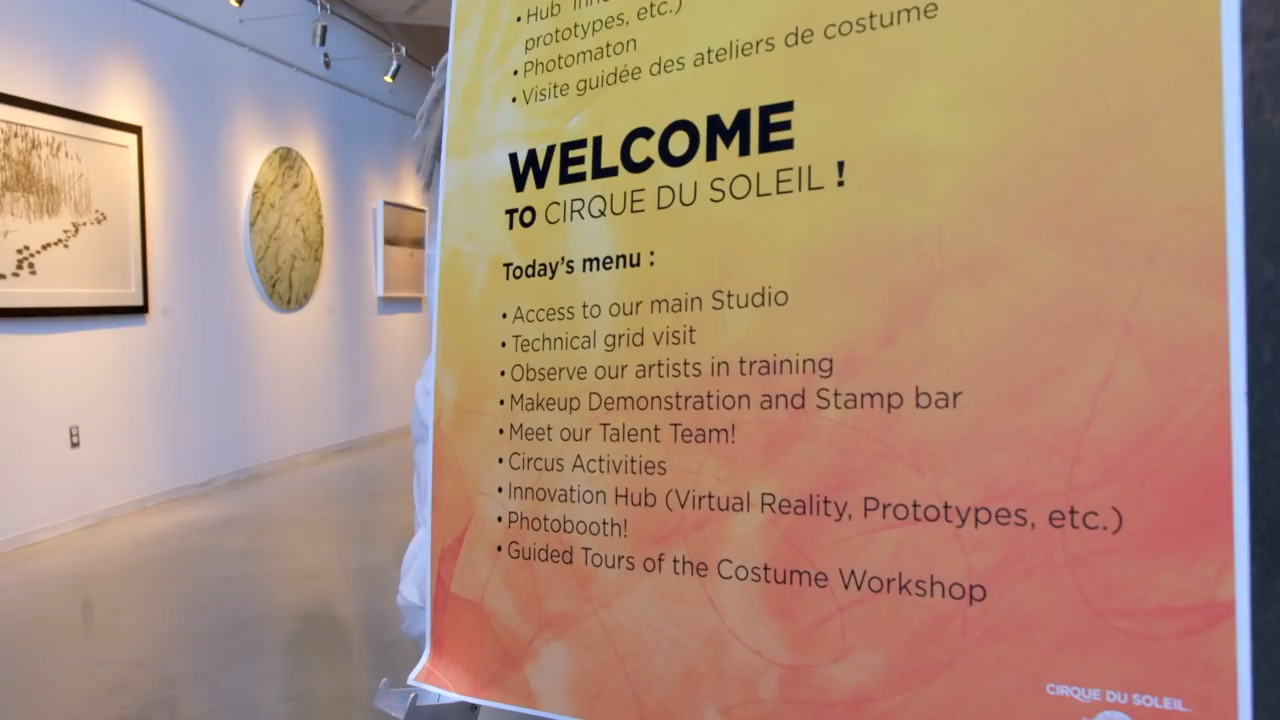 • Hub
prototypes, etc.)
• Photomaton
• Visite guidée des ateliers de costume
WELCOME
TO CIRQUE DU SOLEIL !
Today's menu :
• Access to our main Studio
• Technical grid visit
• Observe our artists in training
• Makeup Demonstration and Stamp bar
• Meet our Talent Team!
• Circus Activities
• Innovation Hub (Virtual Reality, Prototypes, etc.)
• Photobooth!
• Guided Tours of the Costume Workshop
CIRQUE DU SOLEIL